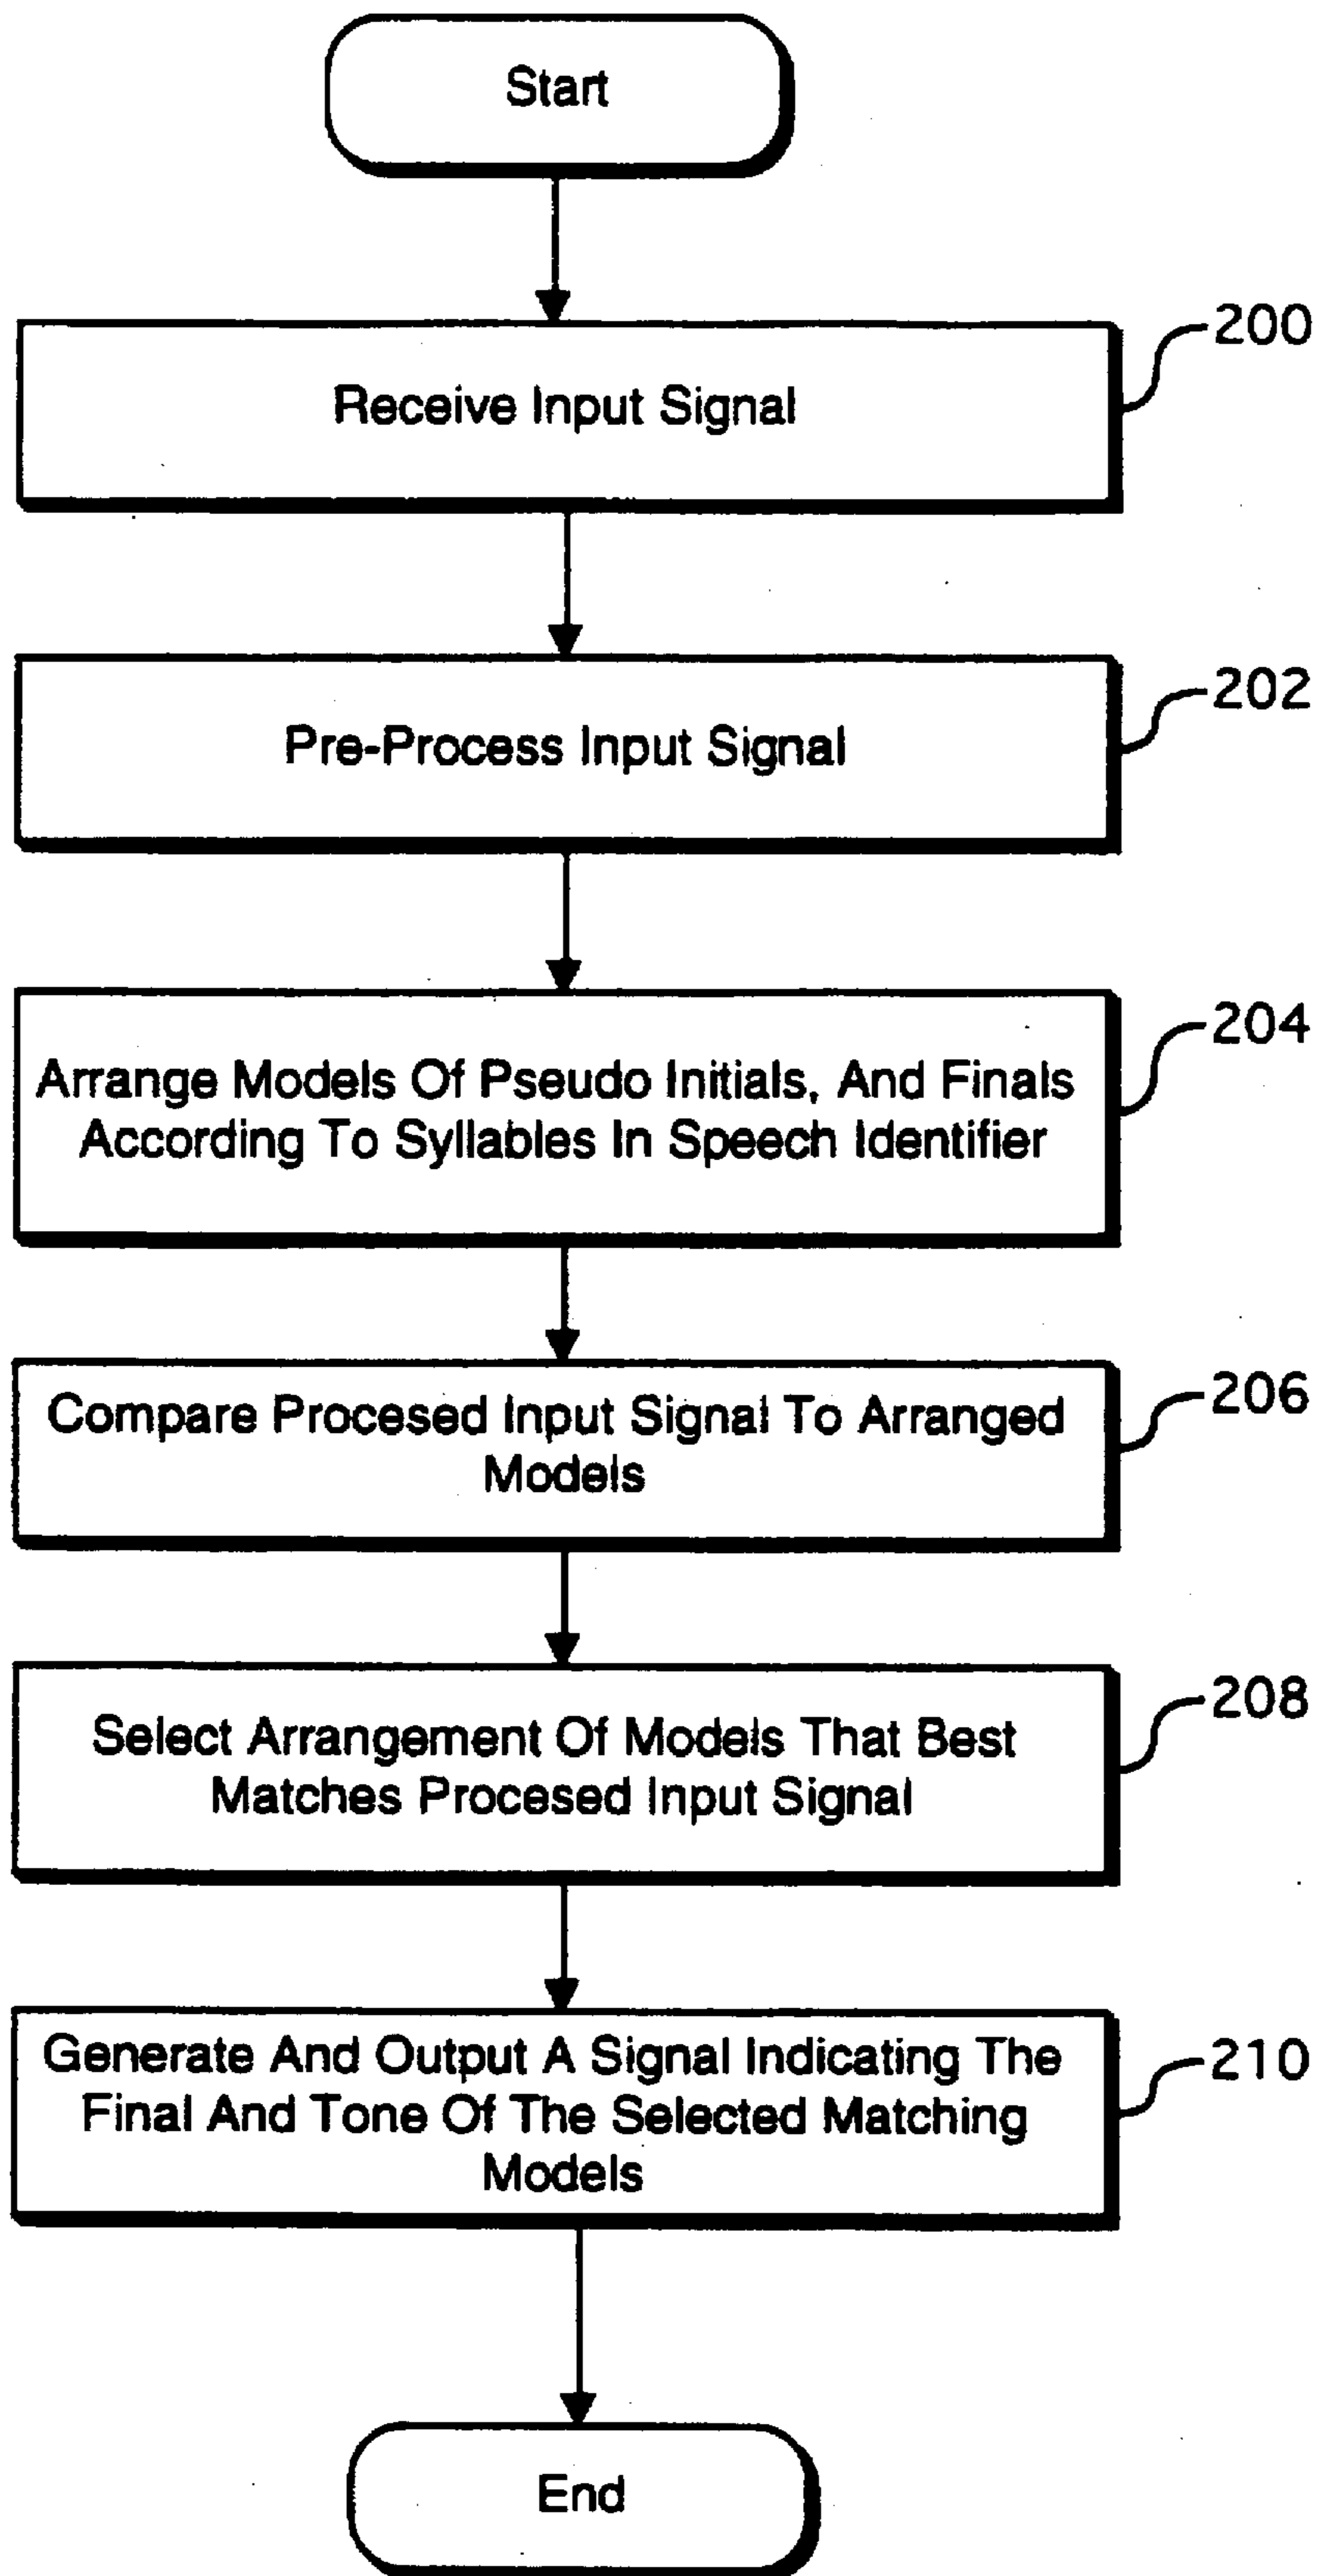 Start
200
Receive Input Signal
202
Pre-Process Input Signal
204
Arrange Models Of Pseudo Initials, And Finals
According To Syllables In Speech Identifier
206
Compare Procesed Input Signal To Arranged
Models
208
Select Arrangement Of Models That Best
Matches Procesed Input Signal
210
Generate And Output A Signal Indicating The
Final And Tone Of The Selected Matching
Models
End